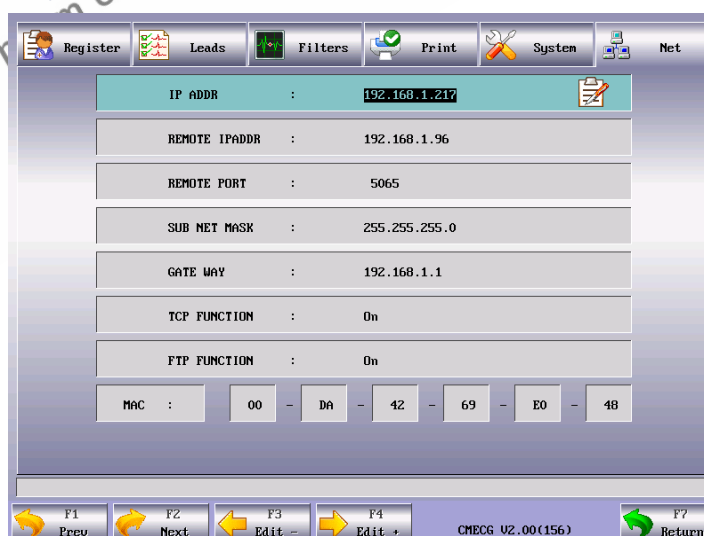 Register Leads Filters Print System Net
IP ADDR : 192.168.1.217
REMOTE IPADDR : 192.168.1.96
REMOTE PORT : 5065
SUB NET MASK : 255.255.255.0
GATE WAY : 192.168.1.1
TCP FUNCTION : On
FTP FUNCTION : On
MAC : 00 - DA - 42 - 69 - E0 - 48
F1 F2 F3 F4 F7
Prev Next Edit - Edit + CMECG V2.00(156) Return